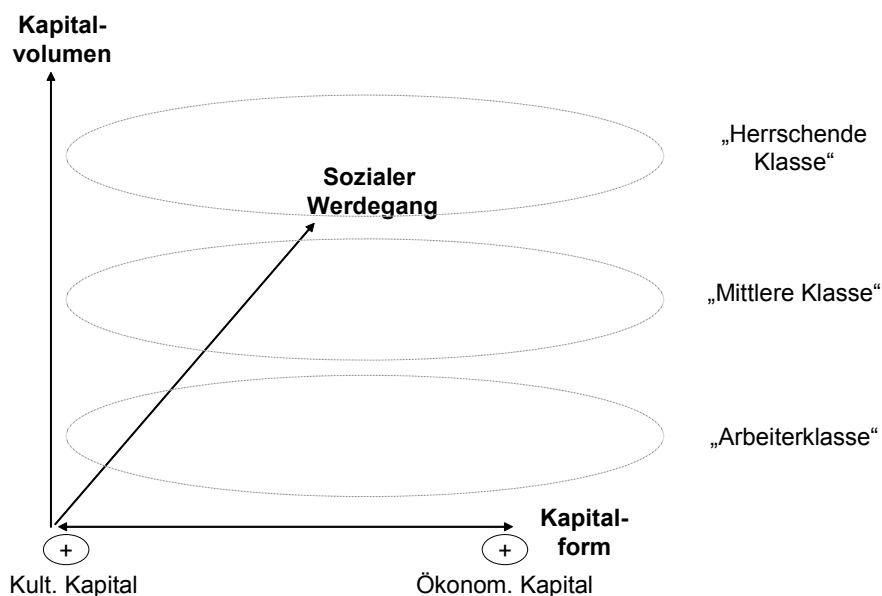 Kapital-
volumen
„Herrschende
Klasse“
Sozialer
Werdegang
„Mittlere Klasse“
„Arbeiterklasse“
Kapital-
form
+
+
Kult. Kapital
Ökonom. Kapital